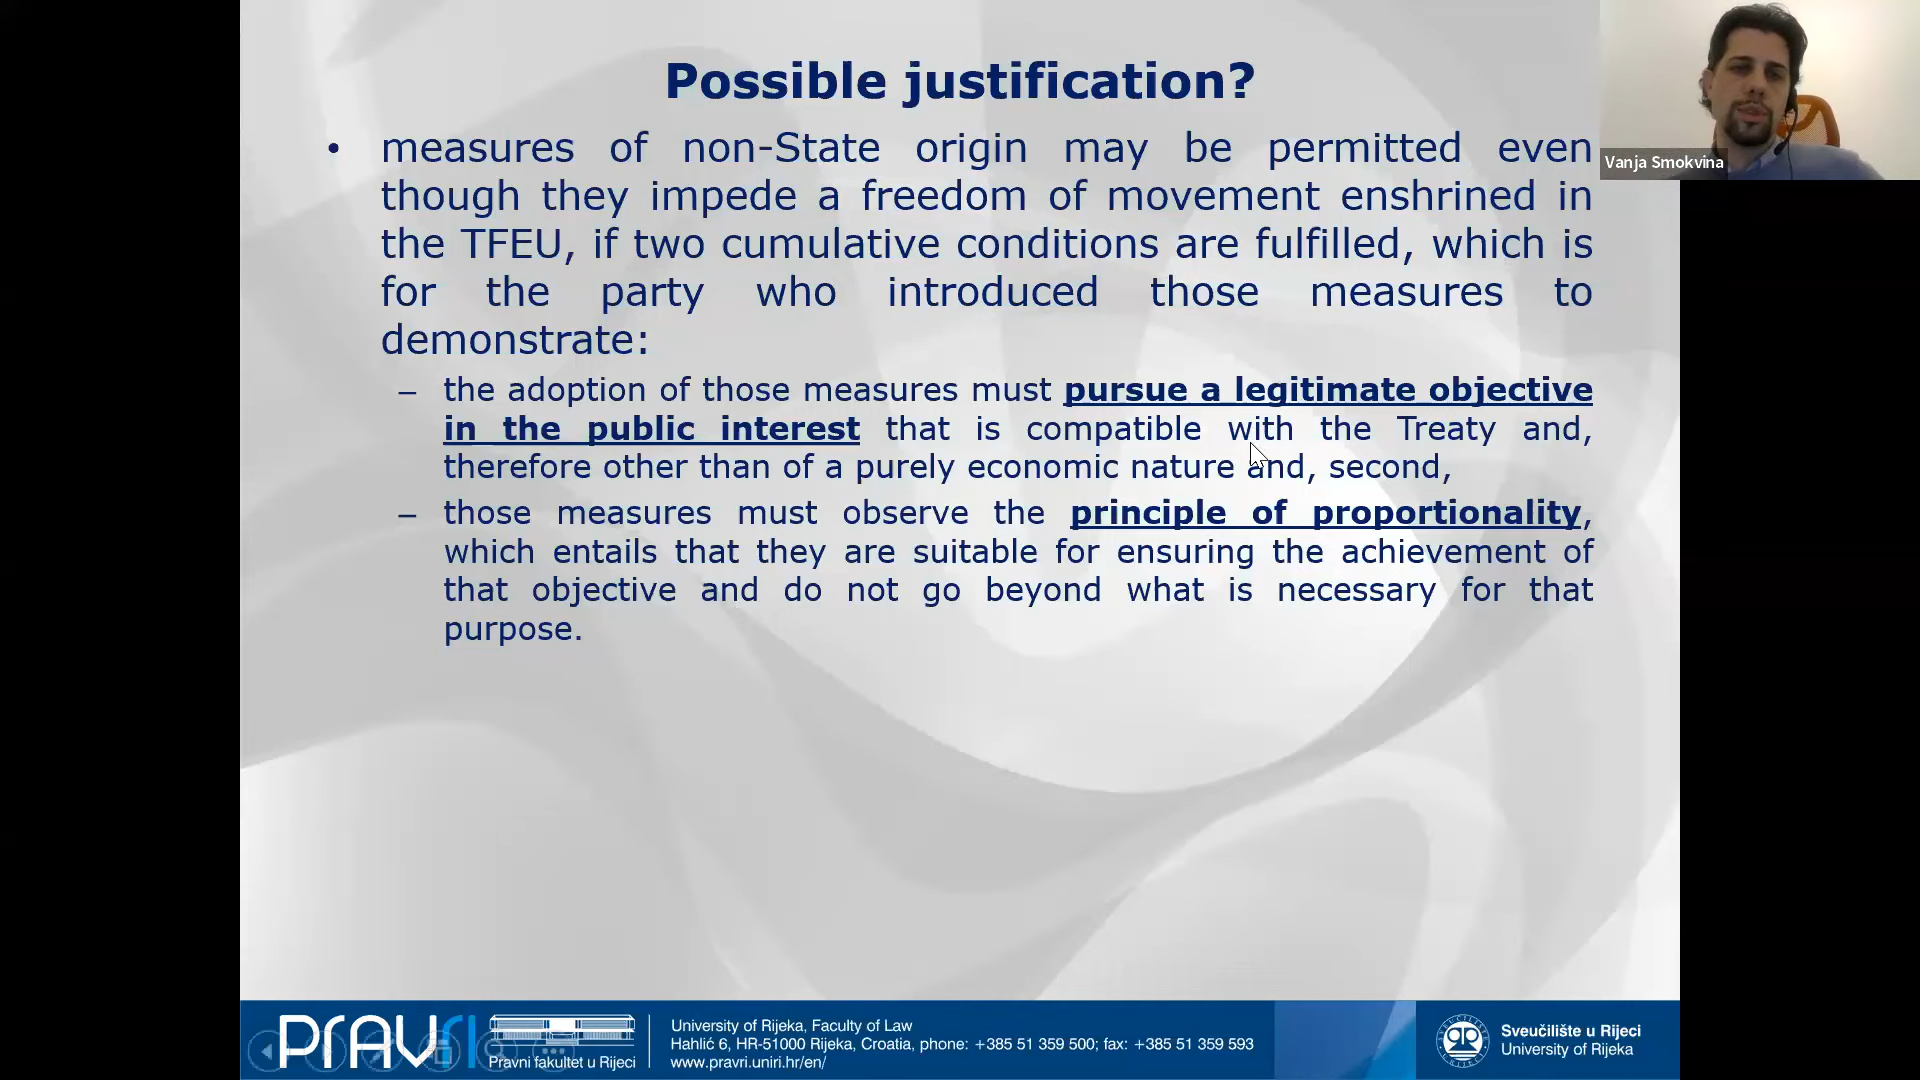 Possible justification?
• measures of non-State origin may be permitted even
though they impede a freedom of movement enshrined in
the TFEU, if two cumulative conditions are fulfilled, which is
for the party who introduced those measures to
demonstrate:
– the adoption of those measures must pursue a legitimate objective
in the public interest that is compatible with the Treaty and,
therefore other than of a purely economic nature and, second,
– those measures must observe the principle of proportionality,
which entails that they are suitable for ensuring the achievement of
that objective and do not go beyond what is necessary for that
purpose.
Vanja Smokvina
PRAVRI
Pravni fakultet u Rijeci
University of Rijeka, Faculty of Law
Hahlić 6, HR-51000 Rijeka, Croatia, phone: +385 51 359 500; fax: +385 51 359 593
www.pravri.uniri.hr/en/
Sveučilište u Rijeci
University of Rijeka